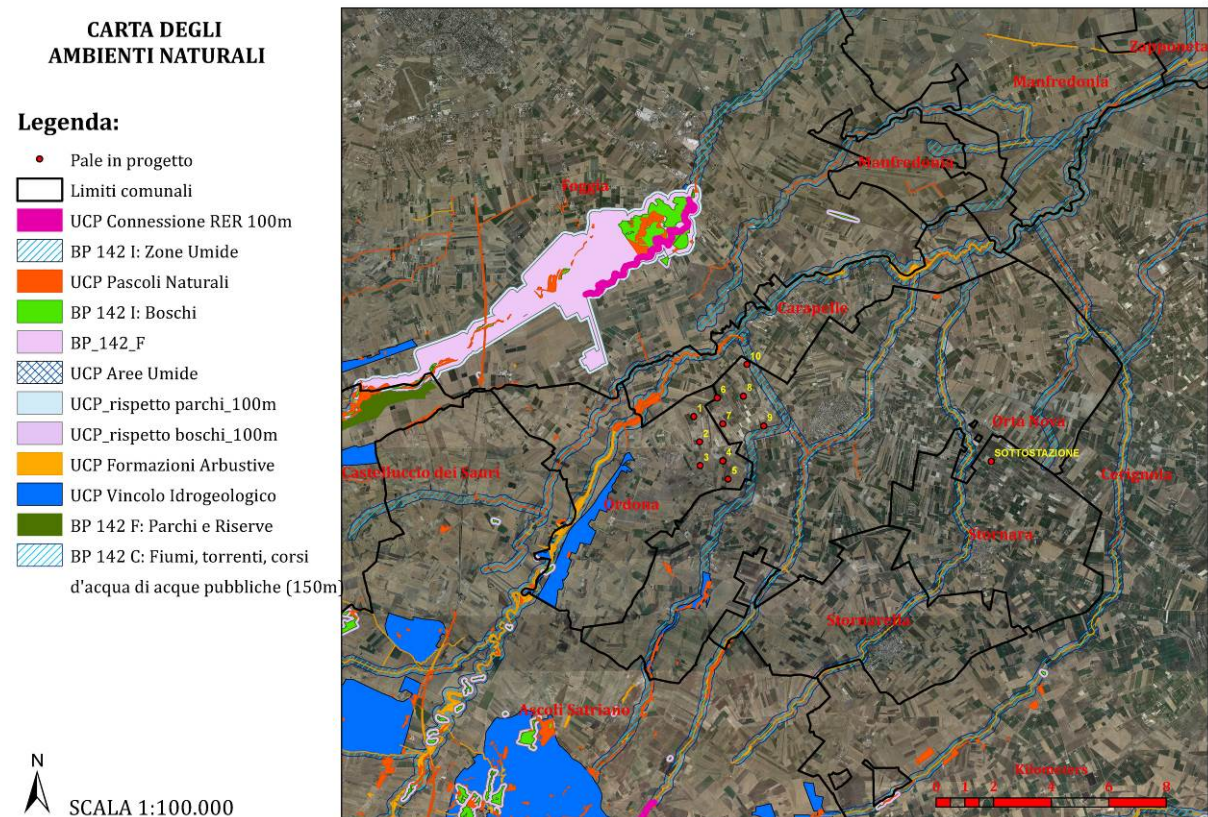 CARTA DEGLI
AMBIENTI NATURALI
Legenda:
Pale in progetto
Limiti comunali
UCP Connessione RER 100m
BP 142 I: Zone Umide
UCP Pascoli Naturali
BP 142 I: Boschi
BP_142_F
UCP Aree Umide
UCP_rispetto parchi_100m
UCP_rispetto boschi_100m
UCP Formazioni Arbustive
UCP Vincolo Idrogeologico
BP 142 F: Parchi e Riserve
BP 142 C: Fiumi, torrenti, corsi
d'acqua di acque pubbliche (150m)
N
SCALA 1:100.000
Zapponeta
Manfredonia
Manfredonia
Foggia
Carapelle
10
6
8
1
7
9
2
3
4
5
Orta Nova
SOTTOSTAZIONE
Castelluccio dei Sauri
Cerignola
Ordona
Stornara
Stornarella
Ascoli Satriano
Kilometers
0 1 2 4 6 8